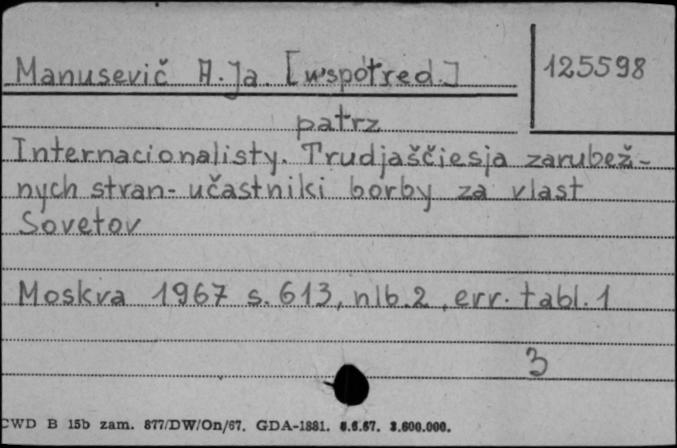 Manusevič A.Ja. [współred.] 125598
patrz
Internacionalisty. Trudjaščiesja zarubež-
nych stran- učastniki borby za vlast
Sovetov
Moskva 1967 s. 613, nlb. 2, err. tabl. 1
3
CWD B 15b zam. 877/DW/On/67. GDA-1881. 6.6.67. 3.600.000.